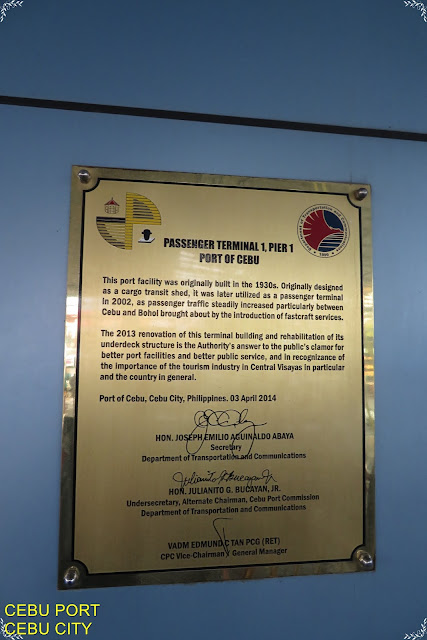 PASSENGER TERMINAL 1, PIER 1
PORT OF CEBU
This port facility was originally built in the 1930s. Originally designed
as a cargo transit shed, it was later utilized as a passenger terminal
in 2002, as passenger traffic steadily increased particularly between
Cebu and Bohol brought about by the introduction of fastcraft services.
The 2013 renovation of this terminal building and rehabilitation of its
underdeck structure is the Authority's answer to the public's clamor for
better port facilities and better public service, and in recognizance of
the importance of the tourism industry in Central Visayas in particular
and the country in general.
Port of Cebu, Cebu City, Philippines. 03 April 2014
HON. JOSEPH EMILIO AGUINALDO ABAYA
Secretary
Department of Transportation and Communications
HON. JULIANITO G. BUCAYAN, JR.
Undersecretary, Alternate Chairman, Cebu Port Commission
Department of Transportation and Communications
VADM EDMUND C TAN PCG (RET)
CPC Vice-Chairman General Manager
CEBU PORT
CEBU CITY